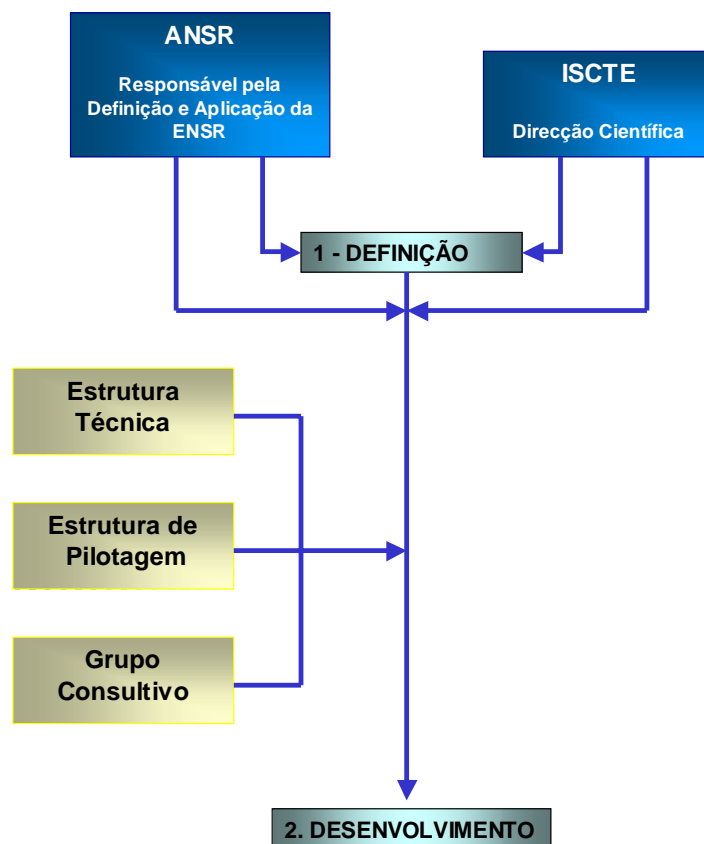 ANSR
Responsável pela
Definição e Aplicação da
ENSR
ISCTE
Direcção Científica
1 - DEFINIÇÃO
Estrutura
Técnica
Estrutura de
Pilotagem
Grupo
Consultivo
2. DESENVOLVIMENTO